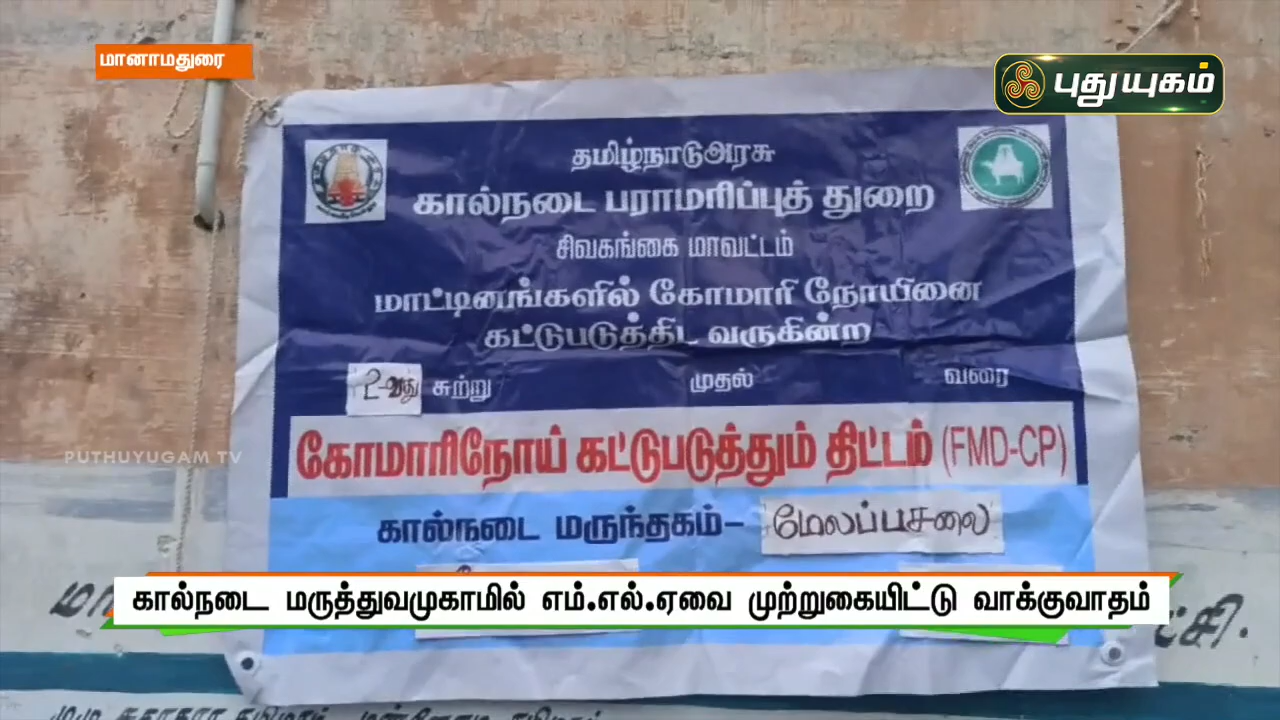 மானாமதுரை
புதுயுகம்
தமிழ்நாடுஅரசு
கால்நடை பராமரிப்புத் துறை
சிவகங்கை மாவட்டம்
மாட்டினங்களில் கோமாரி நோயினை
கட்டுபடுத்திட வருகின்ற
2-வது சுற்று முதல் வரை
கோமாரிநோய் கட்டுபடுத்தும் திட்டம் (FMD-CP)
PUTHUYUGAM TV
கால்நடை மருந்தகம்- மேலப்பசலை
கால்நடை மருத்துவமுகாமில் எம்.எல்.ஏவை முற்றுகையிட்டு வாக்குவாதம்